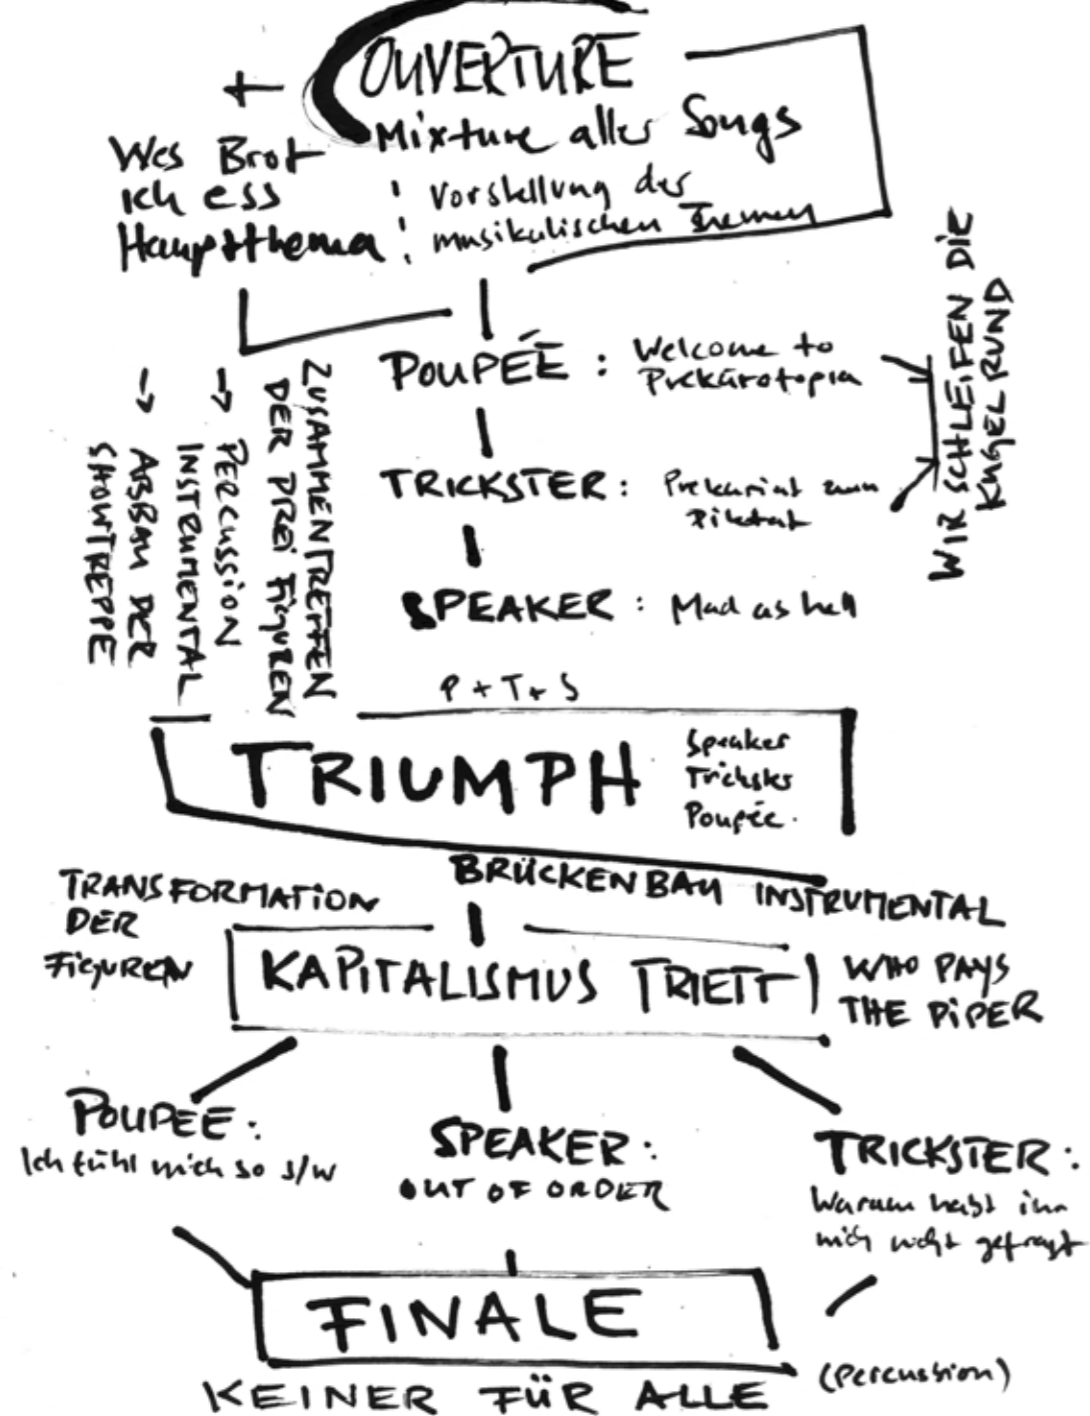 OUVERTURE
Mixture aller Songs
Vorstellung der
musikalischen Themen
+
Wes Brot
ich ess
Hauptthema
POUPÉE : Welcome to
Prekärotopia
TRICKSTER : Prekariat zum
SPEAKER : Mad as hell
WIR SCHLEIFEN DIE
KUGEL RUND
ZUSAMMENTREFFEN
DER DREI FIGUREN
→ PERCUSSION
INSTRUMENTAL
→ ABBAU DER
SHOWTREPPE
P + T + S
TRIUMPH
Speaker
Trickster
Poupée
BRÜCKENBAU INSTRUMENTAL
TRANSFORMATION
DER
FIGUREN
KAPITALISMUS TRIETT
WHO PAYS
THE PIPER
POUPEE:
Ich fühl mich so s/w
SPEAKER:
OUT OF ORDER
TRICKSTER:
Warum habt ihr
mich nicht gefragt
FINALE
KEINER FÜR ALLE
(Percussion)